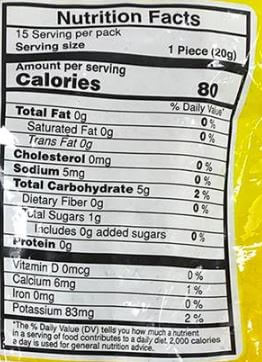 Nutrition Facts
15 Serving per pack
Serving size 1 Piece (20g)
Amount per serving
Calories 80
% Daily Value*
Total Fat 0g 0%
Saturated Fat 0g 0%
Trans Fat 0g
Cholesterol 0mg 0%
Sodium 5mg 0%
Total Carbohydrate 5g 2%
Dietary Fiber 0g 0%
Total Sugars 1g
Includes 0g added sugars 0%
Protein 0g
Vitamin D 0mcg 0%
Calcium 6mg 1%
Iron 0mg 0%
Potassium 83mg 2%
*The % Daily Value (DV) tells you how much a nutrient
in a serving of food contributes to a daily diet. 2,000 calories
a day is used for general nutrition advice.